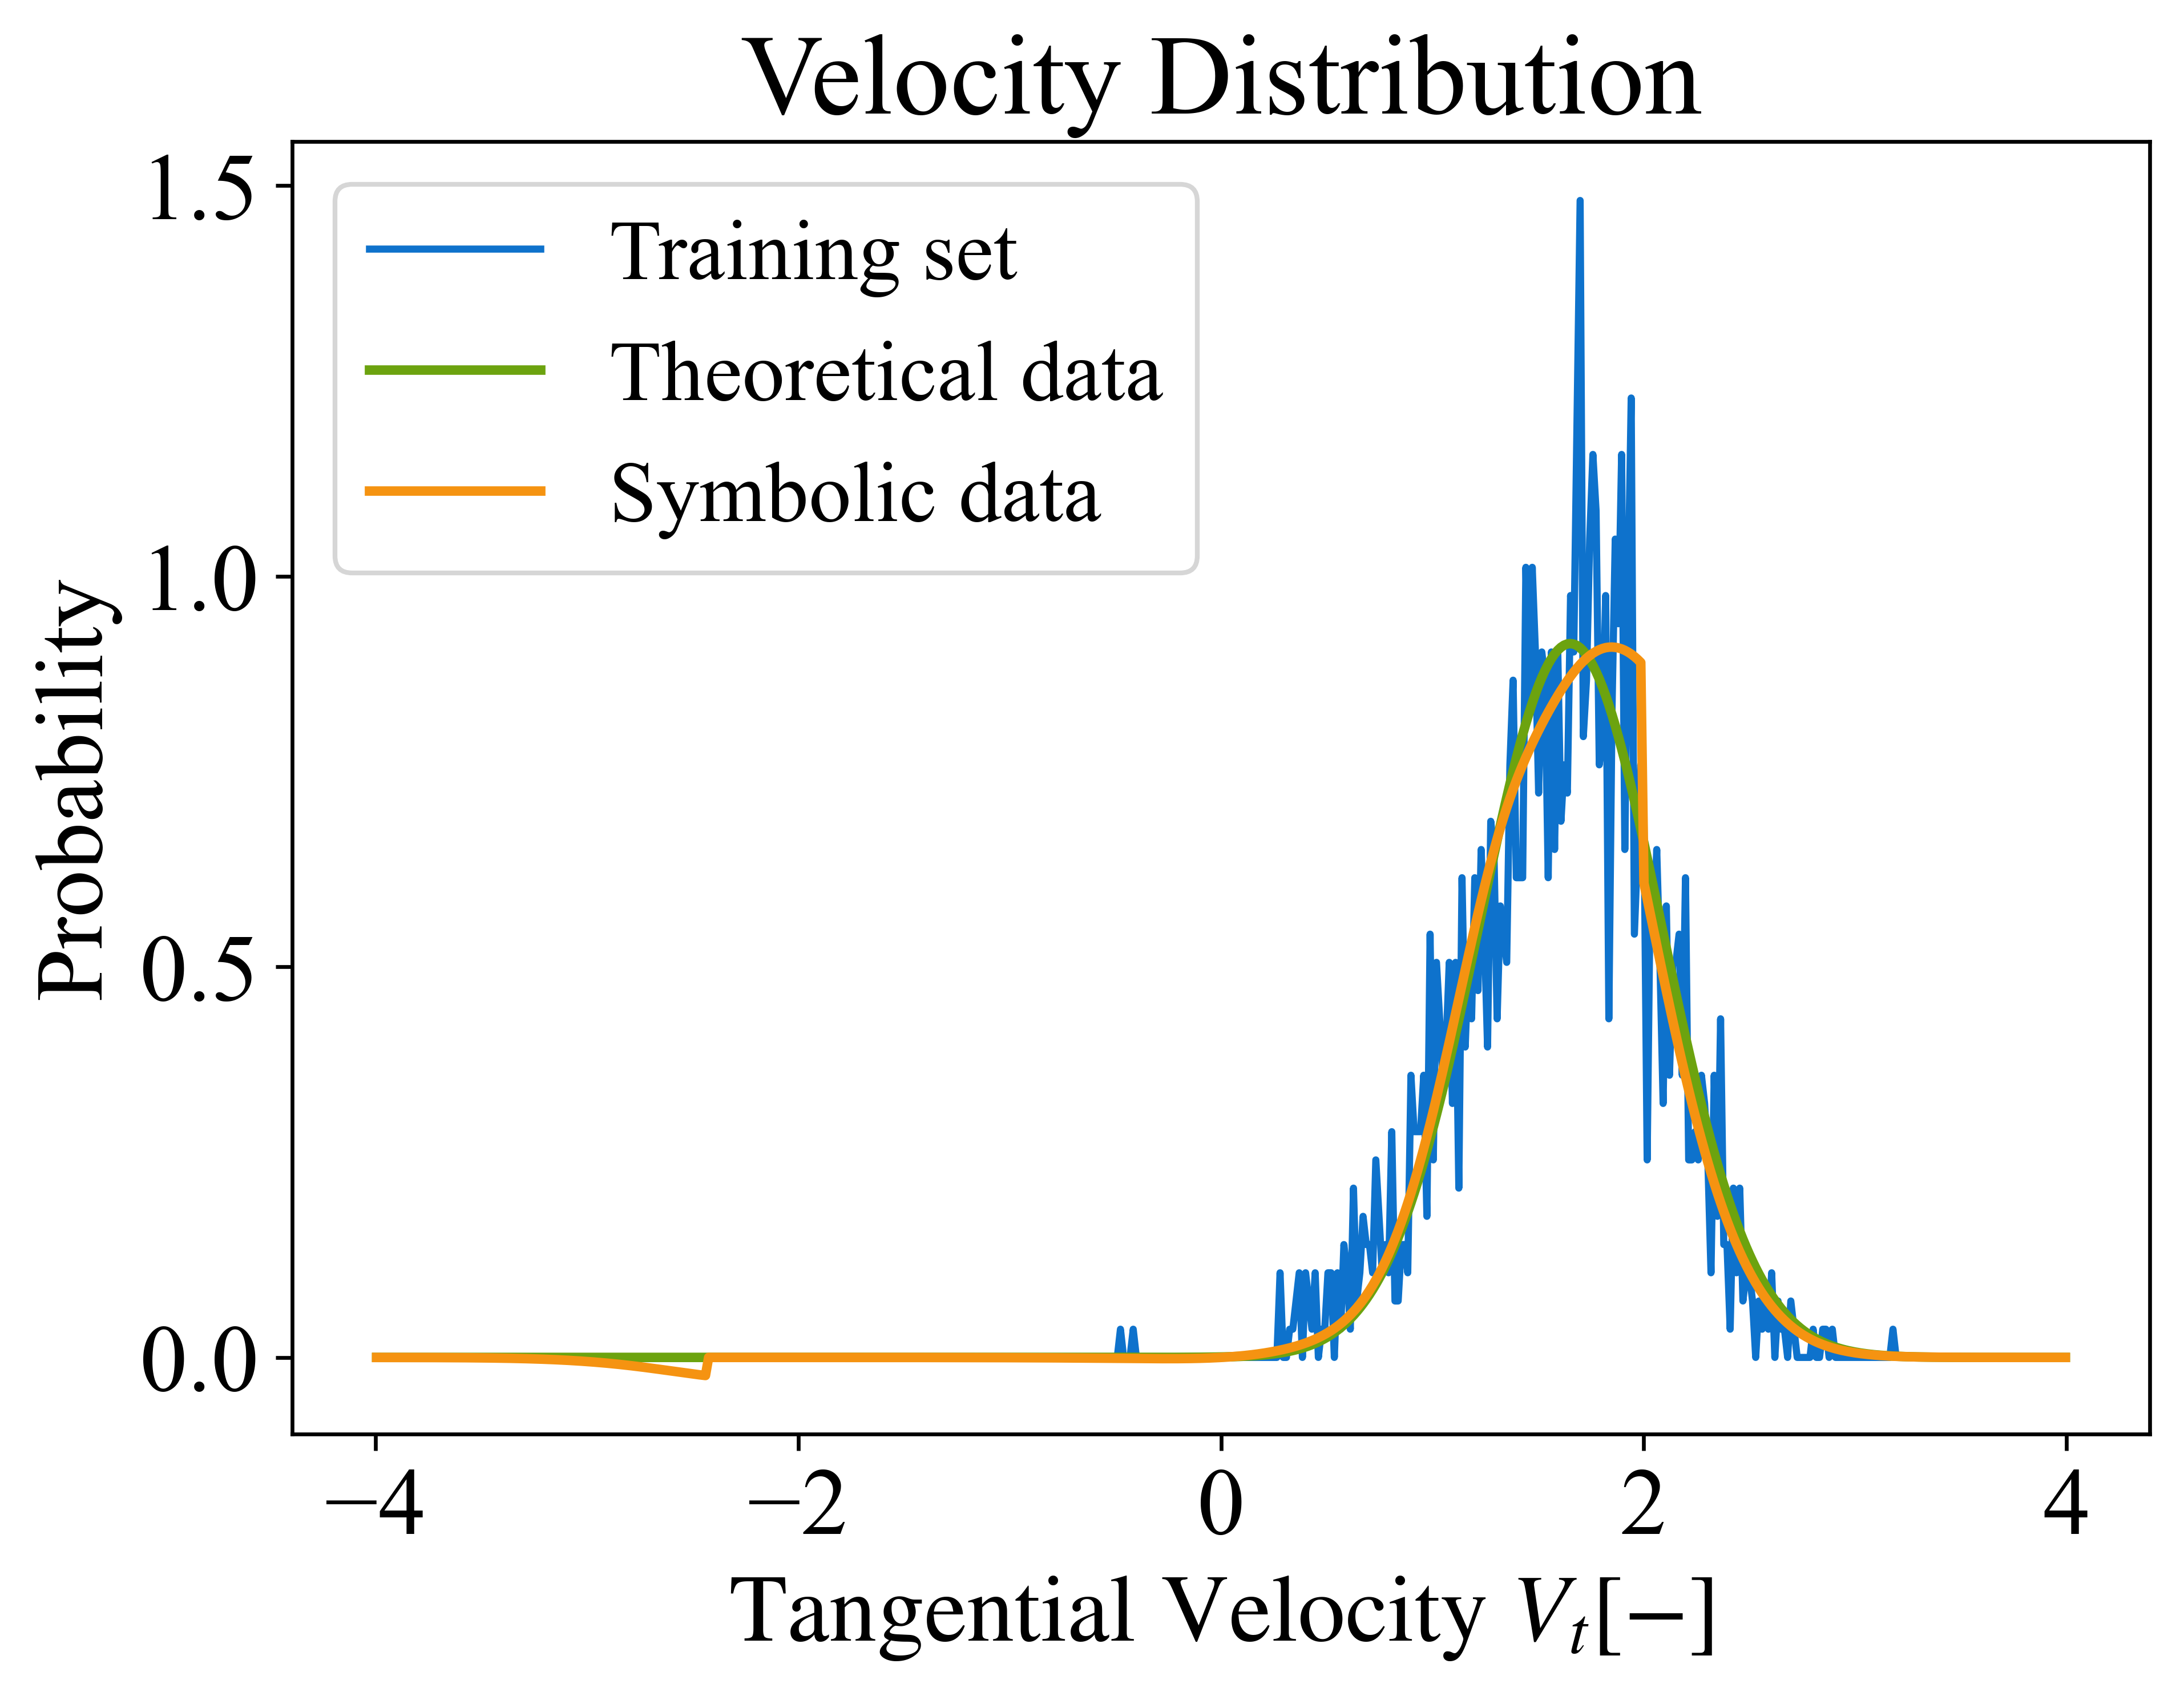 Velocity Distribution
Training set
Theoretical data
Symbolic data
Probability
1.5
1.0
0.5
0.0
−4 −2 0 2 4
Tangential Velocity Vₜ[−]